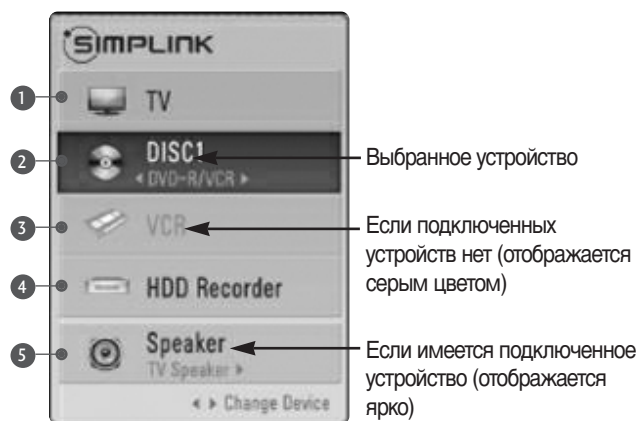 SIMPLINK
1 TV
2 DISC1
◄ DVD-R/VCR ►
Выбранное устройство
3 VCR
Если подключенных
устройств нет (отображается
серым цветом)
4 HDD Recorder
5 Speaker
TV Speaker ►
Если имеется подключенное
устройство (отображается
ярко)
◄ ► Change Device